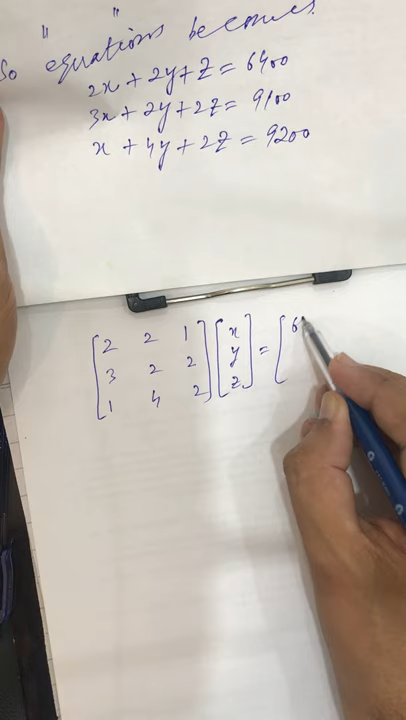 So "equations" becomes.
2x + 2y + z = 6400
3x + 2y + 2z = 9100
x + 4y + 2z = 9200
[2 2 1] [x] = [6
[3 2 2] [y]
[1 4 2] [z]